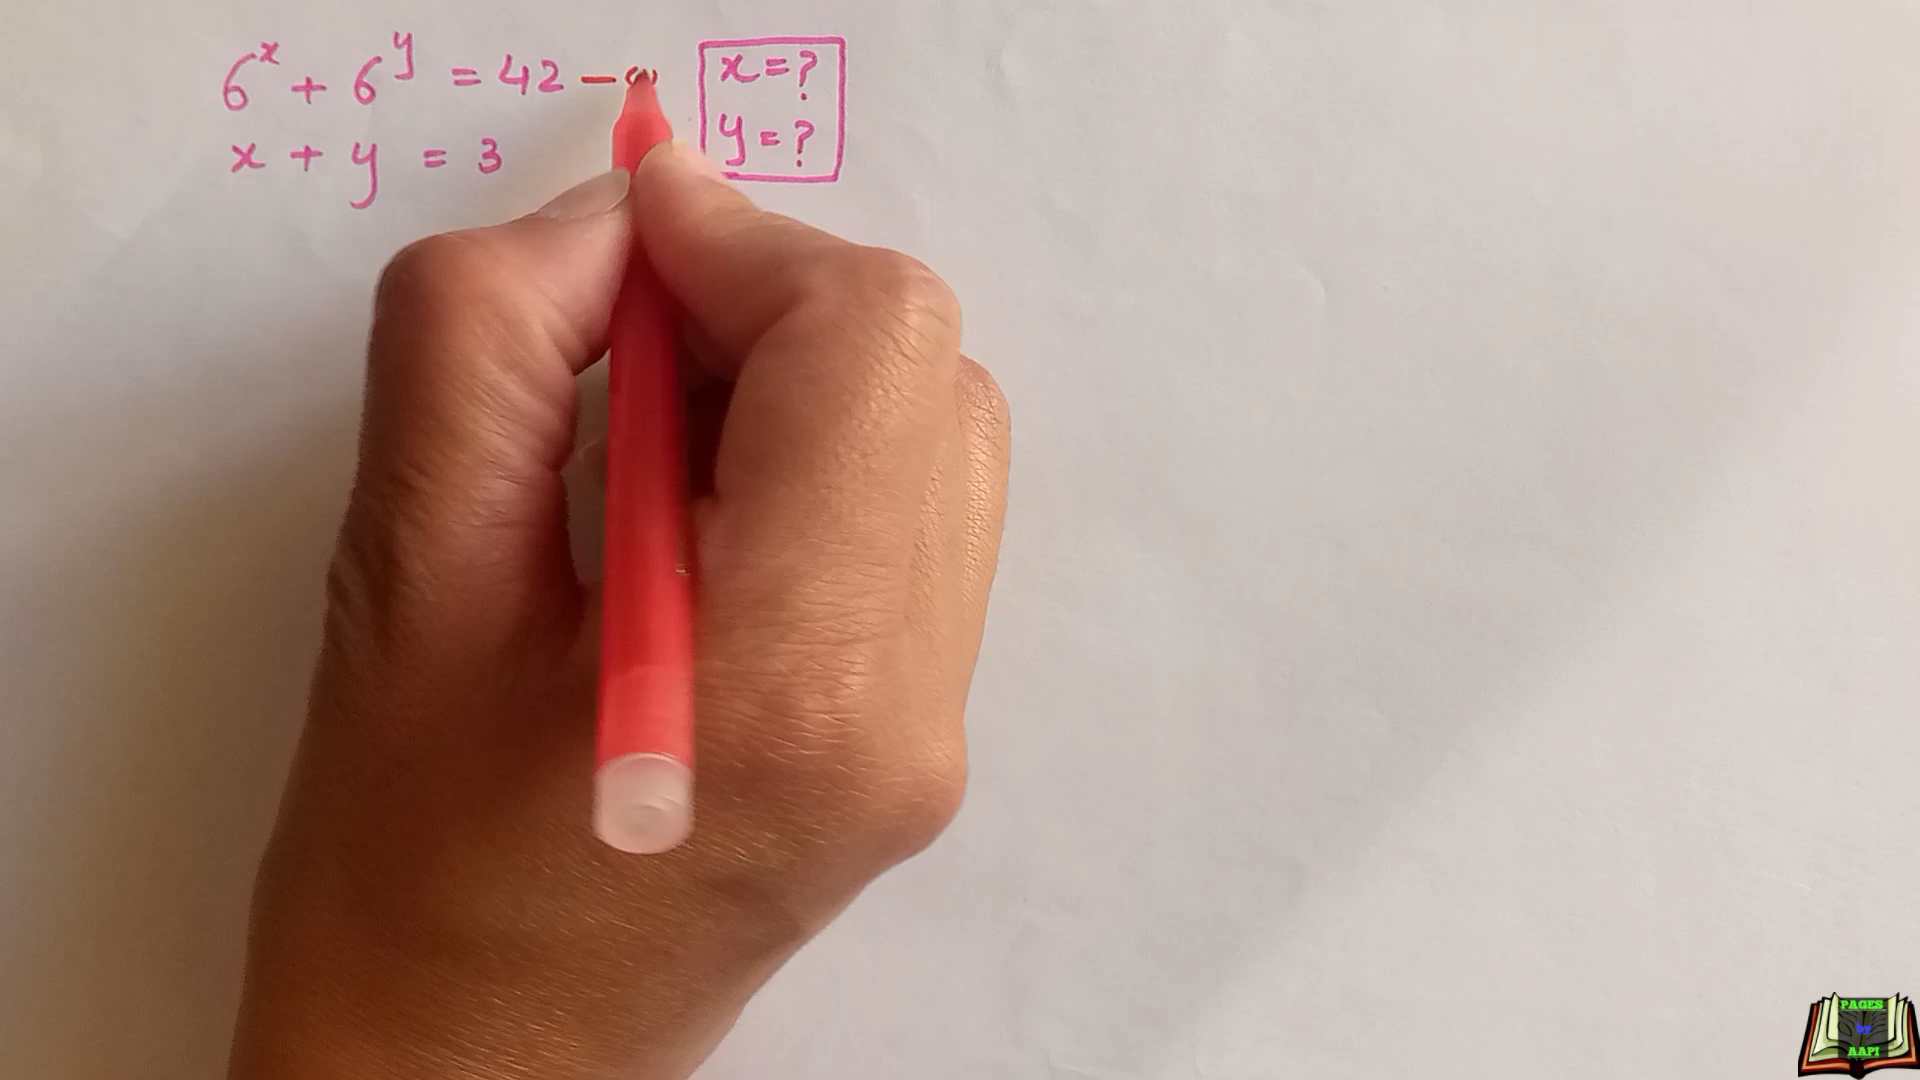 6^x + 6^y = 42 -
x + y = 3
x = ?
y = ?
PAGES
by
AAPI